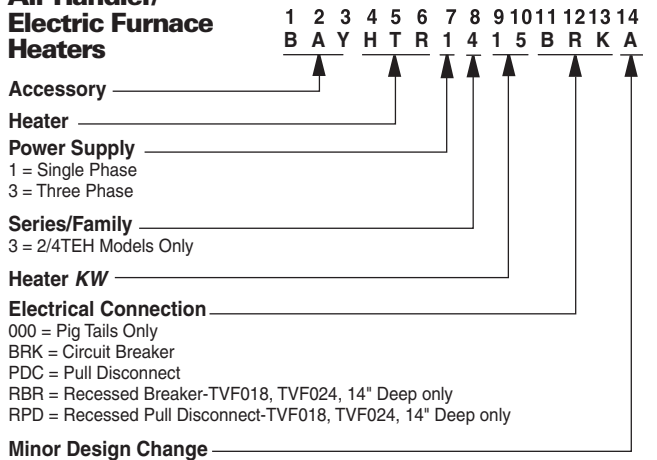 Air Handler/
Electric Furnace
Heaters
1 2 3 4 5 6 7 8 9 10 11 12 13 14
B A Y H T R 1 4 1 5 B R K A
Accessory
Heater
Power Supply
1 = Single Phase
3 = Three Phase
Series/Family
3 = 2/4TEH Models Only
Heater KW
Electrical Connection
000 = Pig Tails Only
BRK = Circuit Breaker
PDC = Pull Disconnect
RBR = Recessed Breaker-TVF018, TVF024, 14" Deep only
RPD = Recessed Pull Disconnect-TVF018, TVF024, 14" Deep only
Minor Design Change